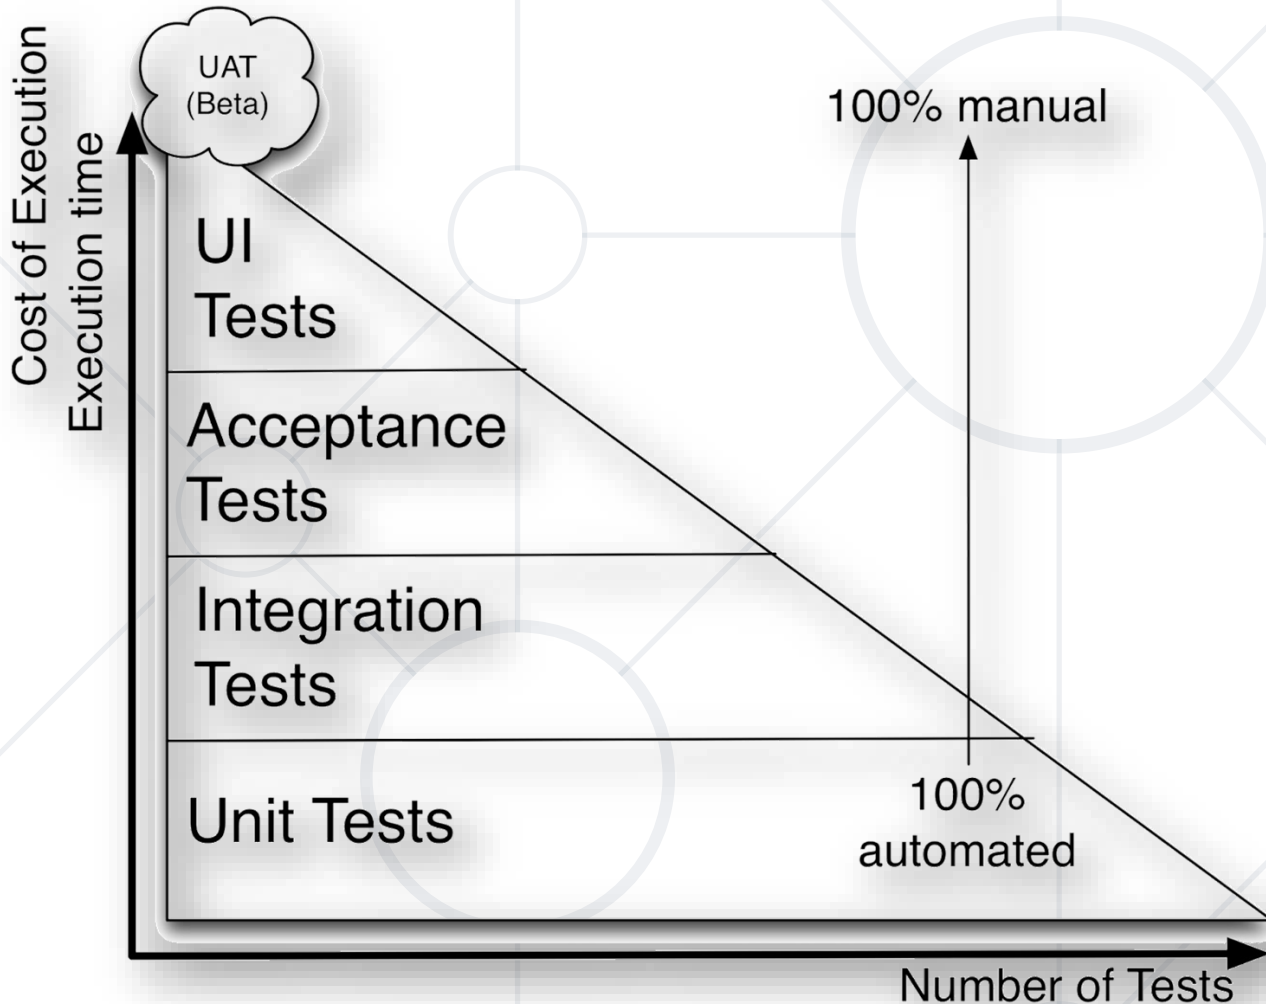 Cost of Execution
Execution time
UAT
(Beta)
100% manual
UI
Tests
Acceptance
Tests
Integration
Tests
Unit Tests
100%
automated
Number of Tests